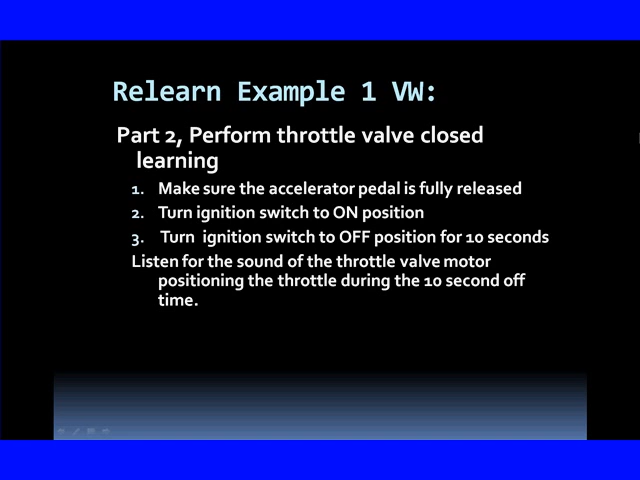 Relearn Example 1 VW:
Part 2, Perform throttle valve closed
learning
1. Make sure the accelerator pedal is fully released
2. Turn ignition switch to ON position
3. Turn ignition switch to OFF position for 10 seconds
Listen for the sound of the throttle valve motor
positioning the throttle during the 10 second off
time.